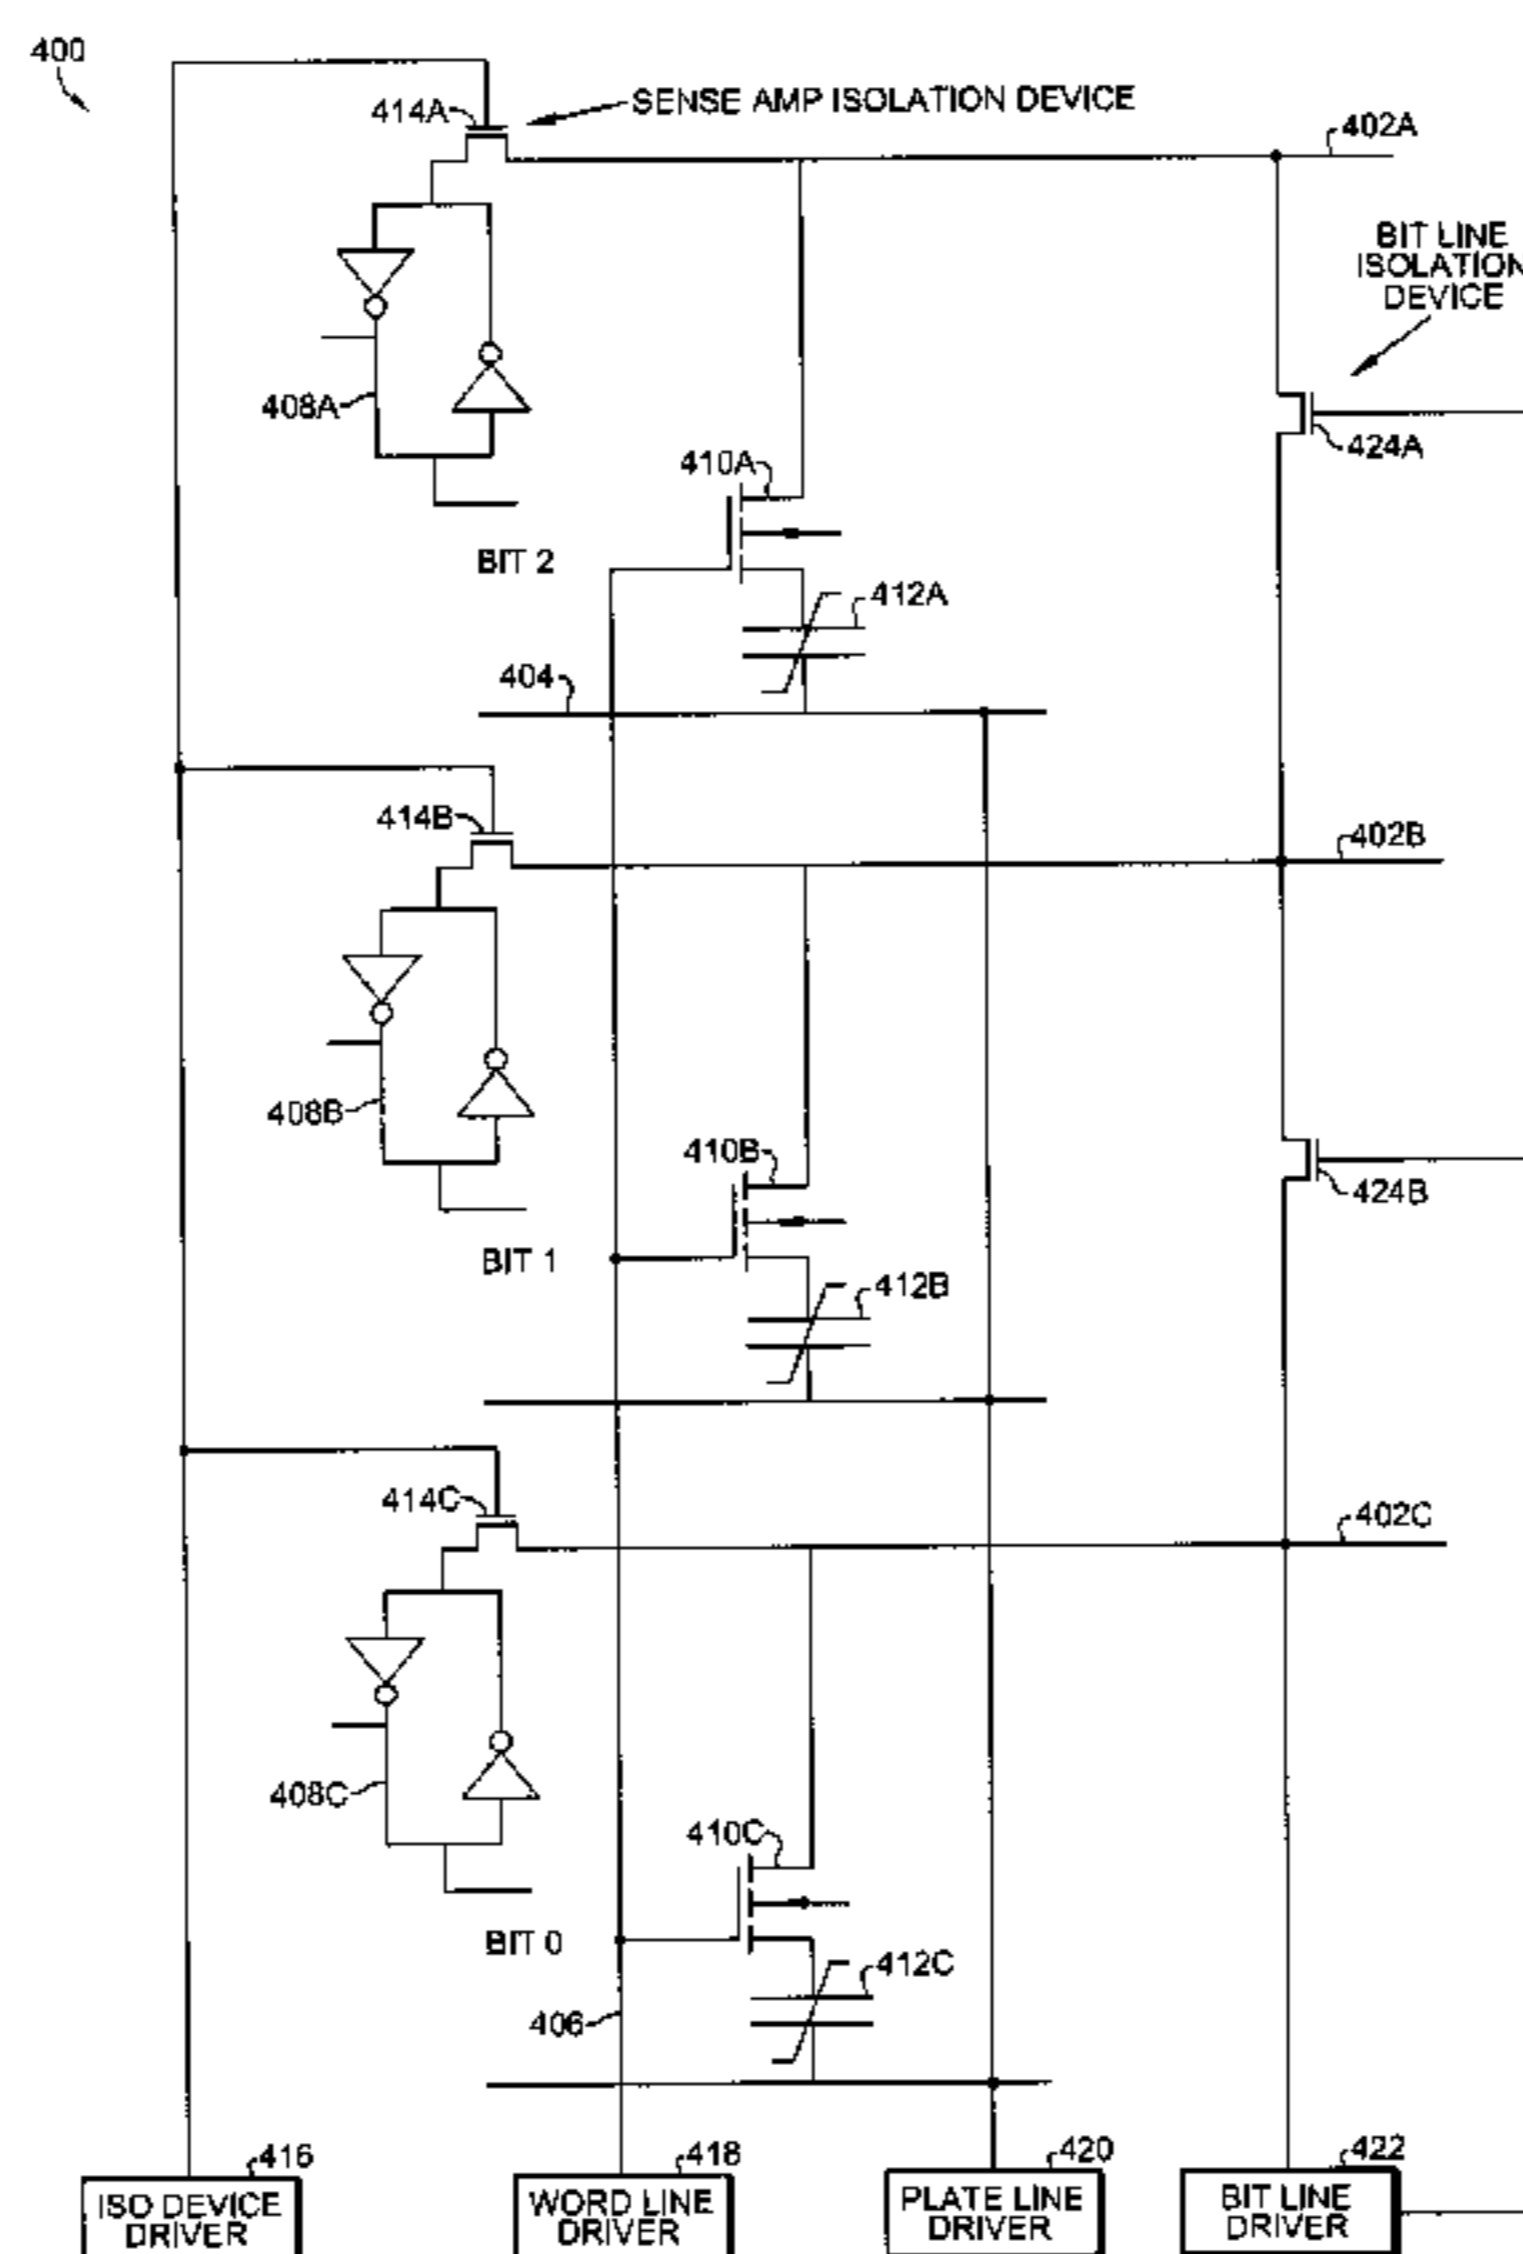 400
414A
SENSE AMP ISOLATION DEVICE
402A
BIT LINE
ISOLATION
DEVICE
408A
424A
410A
BIT 2
412A
404
414B
402B
408B
410B
424B
BIT 1
412B
414C
402C
408C
410C
BIT 0
412C
406
416
418
420
422
ISO DEVICE
DRIVER
WORD LINE
DRIVER
PLATE LINE
DRIVER
BIT LINE
DRIVER